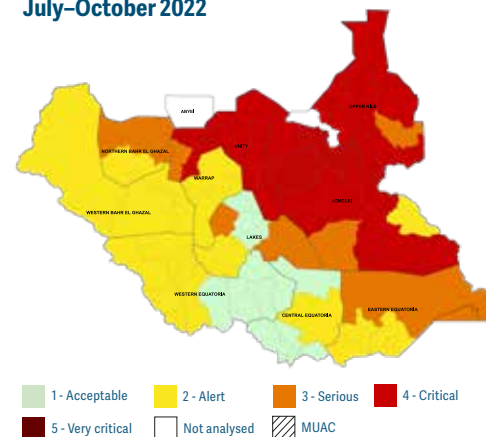 July–October 2022
ABYEI
UPPER NILE
UNITY
NORTHERN BAHR EL GHAZAL
WARRAP
JONGLEI
WESTERN BAHR EL GHAZAL
LAKES
WESTERN EQUATORIA
EASTERN EQUATORIA
CENTRAL EQUATORIA
1 - Acceptable
2 - Alert
3 - Serious
4 - Critical
5 - Very critical
Not analysed
MUAC